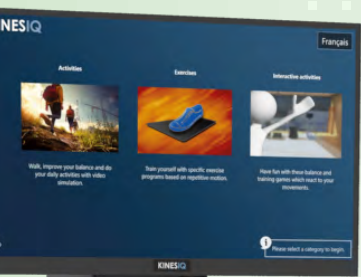 NESIQ
Français
Activities
Exercises
Interactive activities
Walk, improve your balance and do
your daily activities with video
simulation.
Train yourself with specific exercise
programs based on repetitive motion.
Have fun with these balance and
training games which react to your
movements.
i
Please select a category to begin.
KINESIQ